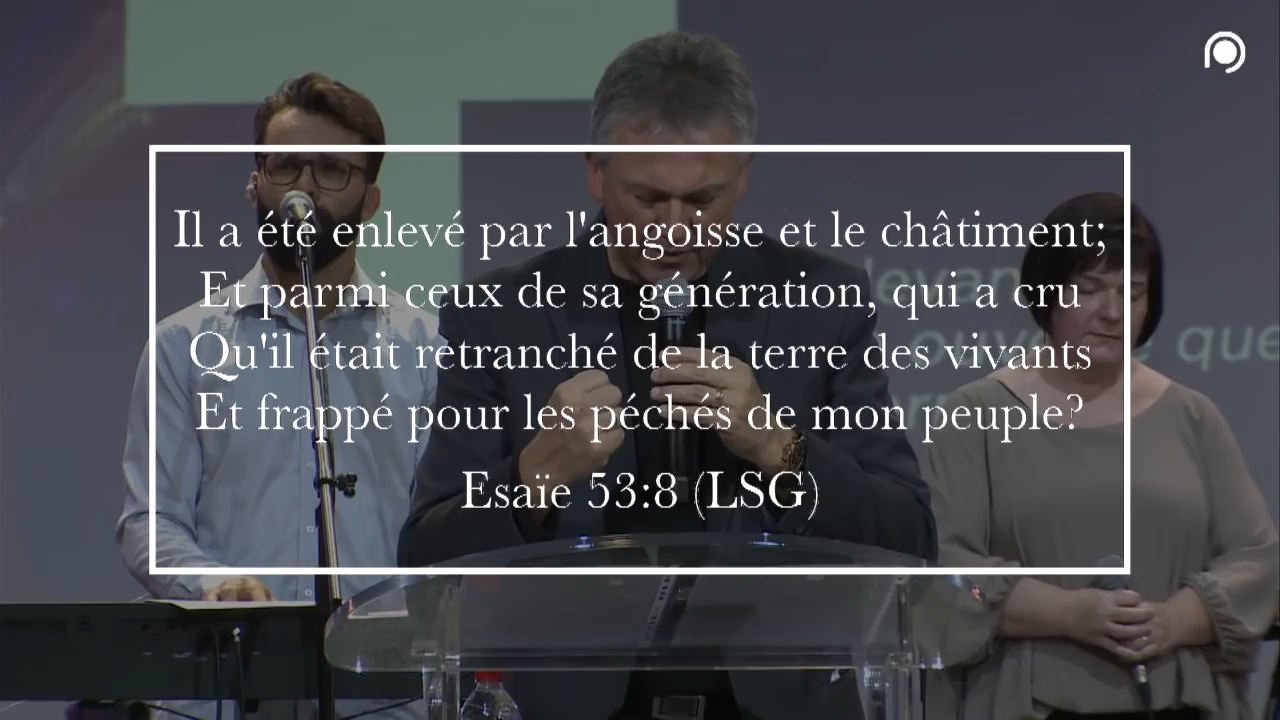 Il a été enlevé par l'angoisse et le châtiment;
Et parmi ceux de sa génération, qui a cru
Qu'il était retranché de la terre des vivants
Et frappé pour les péchés de mon peuple?
Esaïe 53:8 (LSG)
que